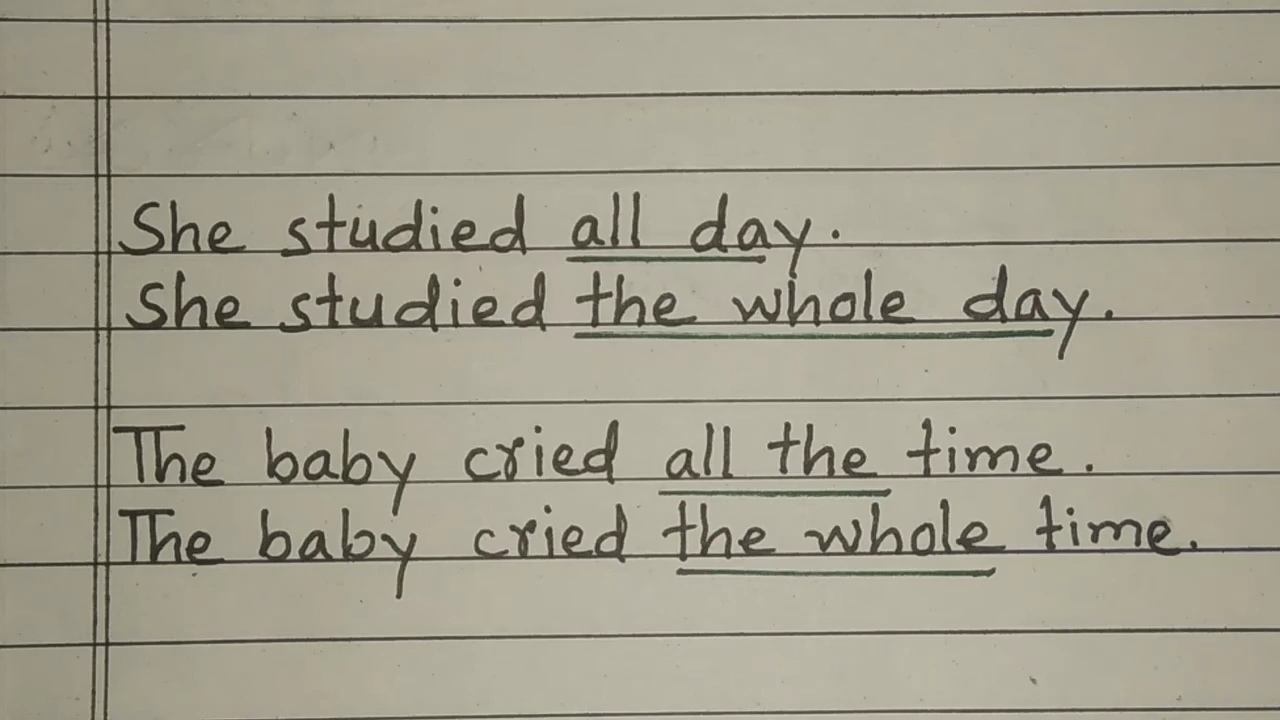 She studied all day.
She studied the whole day.
The baby cried all the time.
The baby cried the whole time.